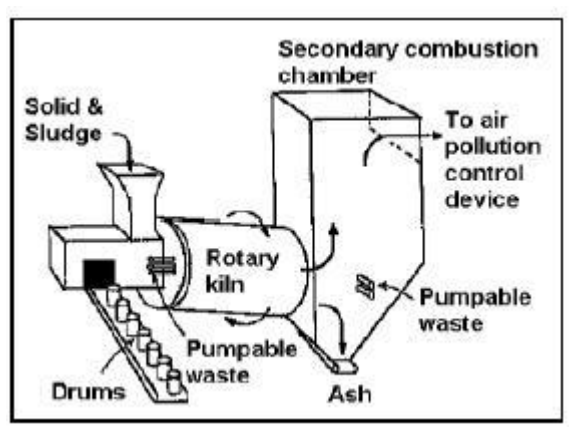 Secondary combustion
chamber
Solid &
Sludge
To air
pollution
control
device
Rotary
kiln
Pumpable
waste
Pumpable
waste
Drums
Ash